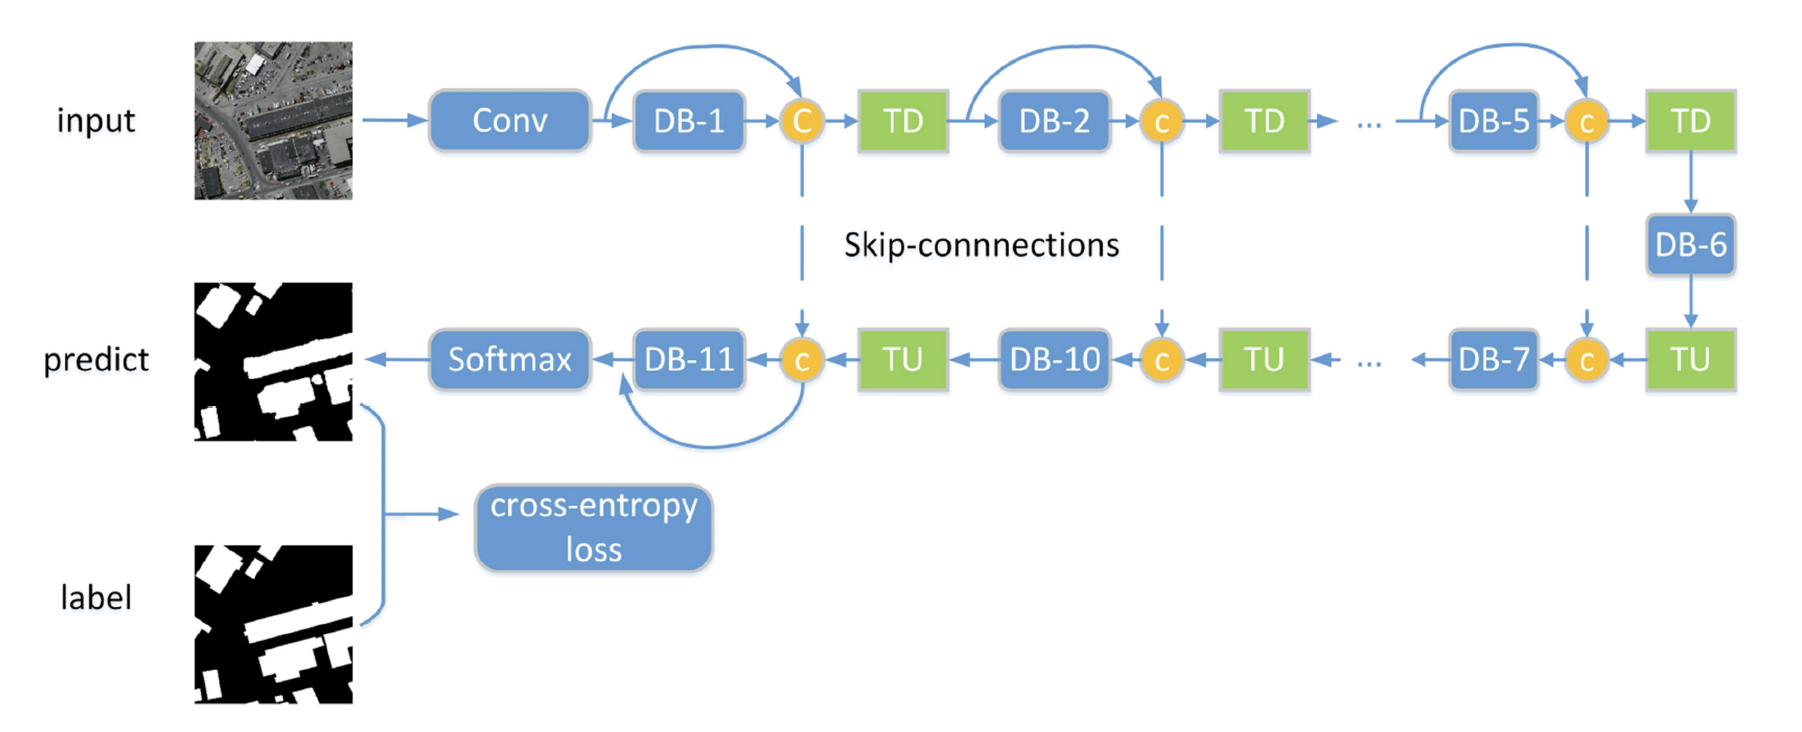 input
Conv
DB-1
C
TD
DB-2
c
TD
...
DB-5
c
TD
Skip-connnections
DB-6
predict
Softmax
DB-11
c
TU
DB-10
c
TU
...
DB-7
c
TU
cross-entropy
loss
label